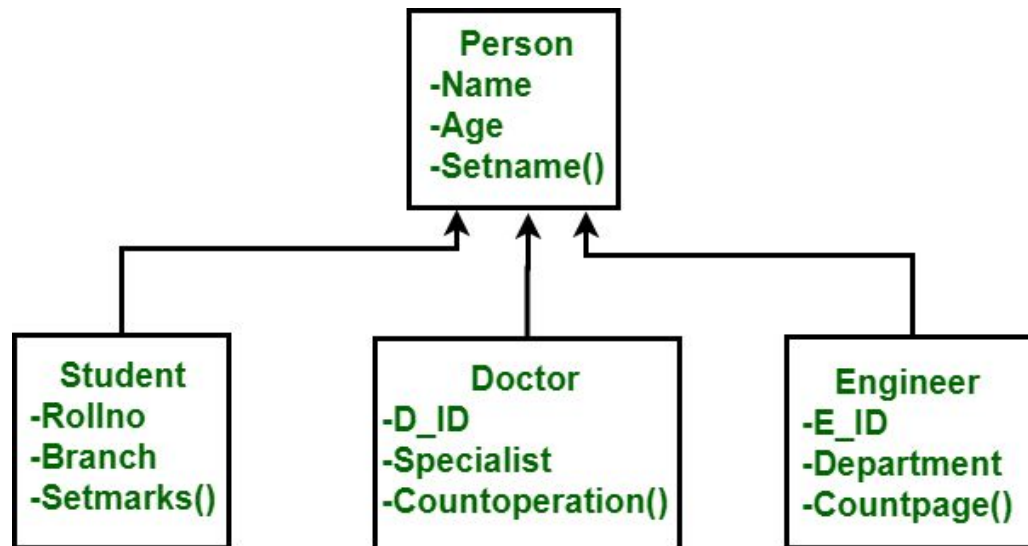 Person
-Name
-Age
-Setname()
Student
-Rollno
-Branch
-Setmarks()
Doctor
-D_ID
-Specialist
-Countoperation()
Engineer
-E_ID
-Department
-Countpage()